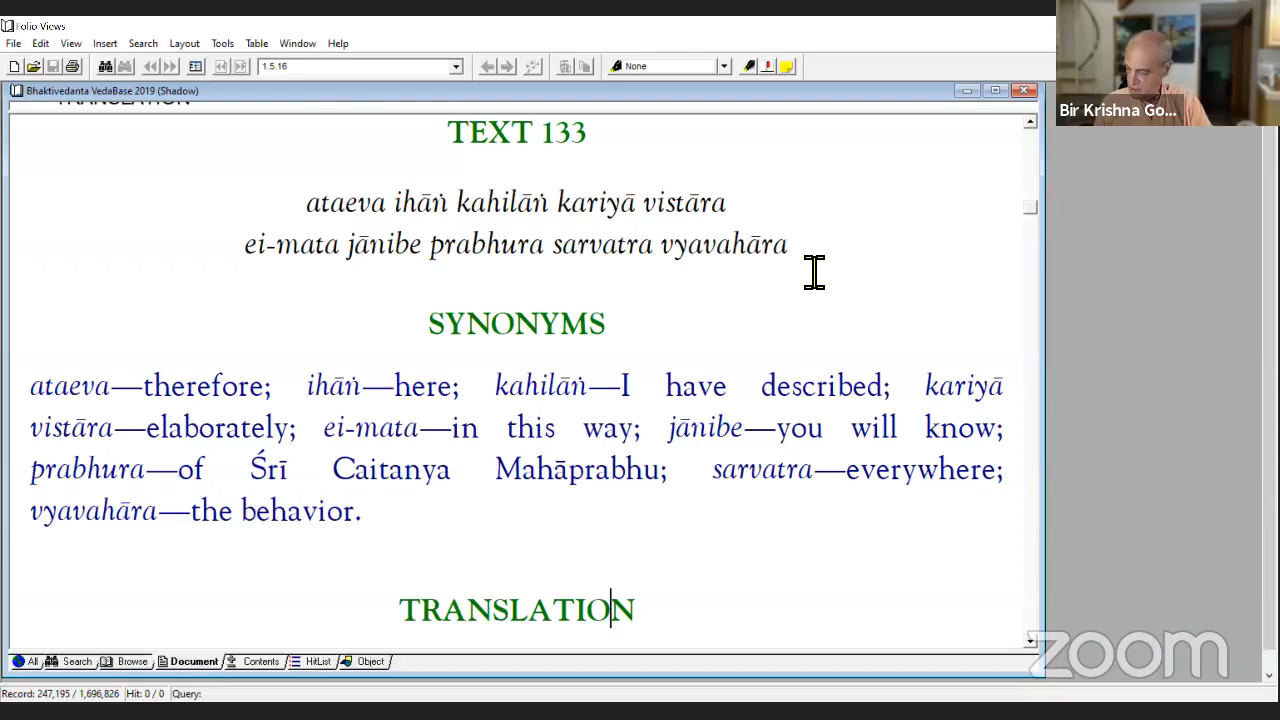 Folio Views
File Edit View Insert Search Layout Tools Table Window Help
1.5.16 None
Bhaktivedanta VedaBase 2019 (Shadow)
Bir Krishna Go...
TRANSLATION
TEXT 133
ataeva ihāṅ kahilāṅ kariyā vistāra
ei-mata jānibe prabhura sarvatra vyavahāra
SYNONYMS
ataeva—therefore; ihāṅ—here; kahilāṅ—I have described; kariyā
vistāra—elaborately; ei-mata—in this way; jānibe—you will know;
prabhura—of Śrī Caitanya Mahāprabhu; sarvatra—everywhere;
vyavahāra—the behavior.
TRANSLATION
zoom
All Search Browse Document Contents HitList Object
Record: 247,195 / 1,696,826 Hit: 0 / 0 Query: